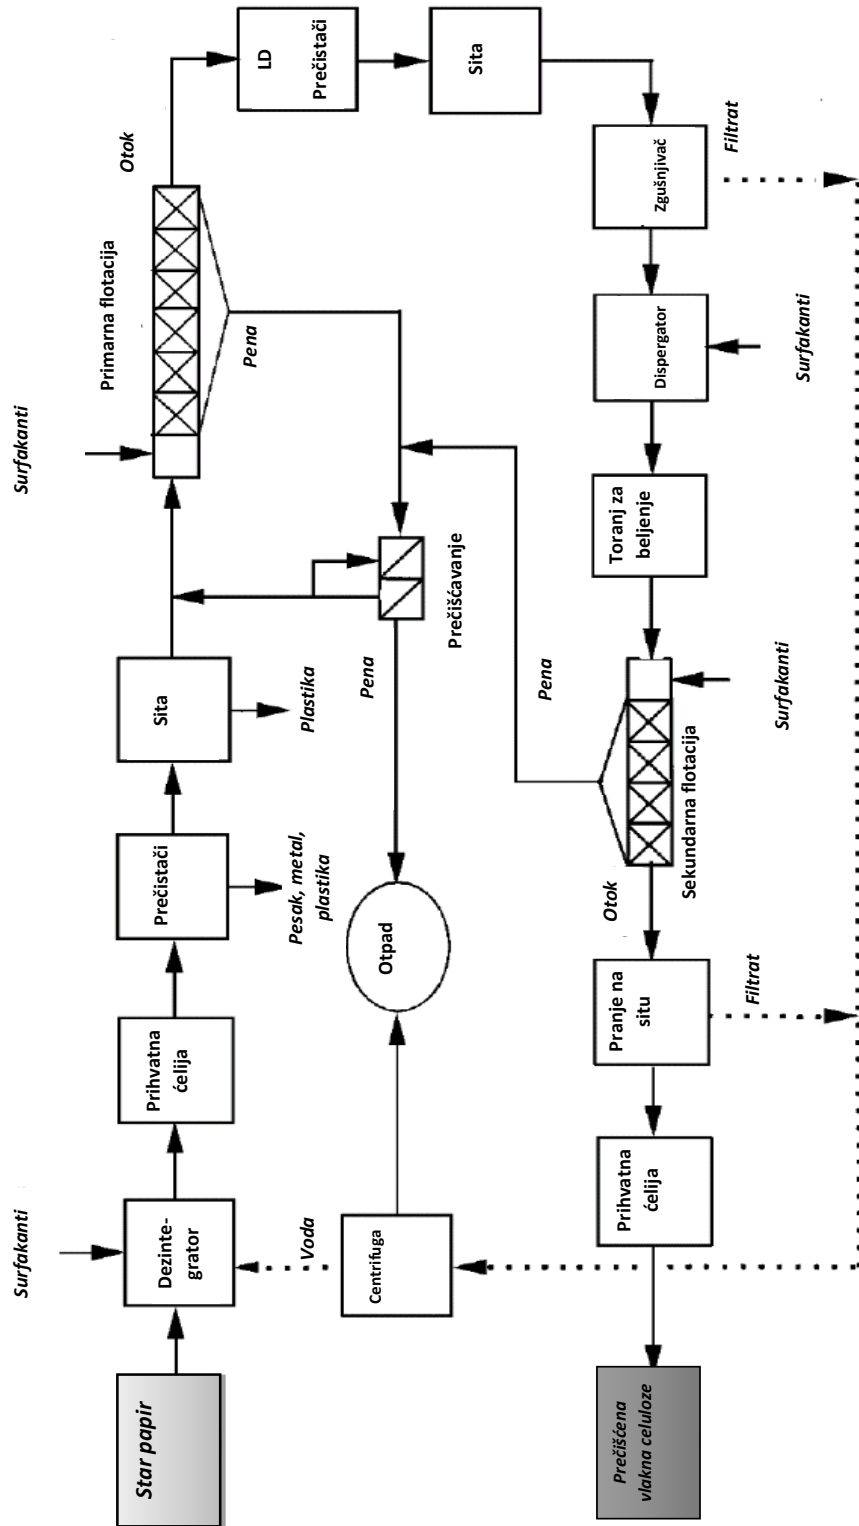 Star papir
Surfakanti
Dezinte-
grator
Prihvatna
ćelija
Prečistači
Pesak, metal,
plastika
Sita
Plastika
Surfakanti
Primarna flotacija
Otok
Pena
LD
Prečistači
Sita
Voda
Centrifuga
Otpad
Pena
Prečišćavanje
Pena
Zgušnjivač
Filtrat
Dispergator
Surfakanti
Toranj za
beljenje
Surfakanti
Sekundarna flotacija
Otok
Pranje na
situ
Filtrat
Prihvatna
ćelija
Prečišćena
vlakna celuloze